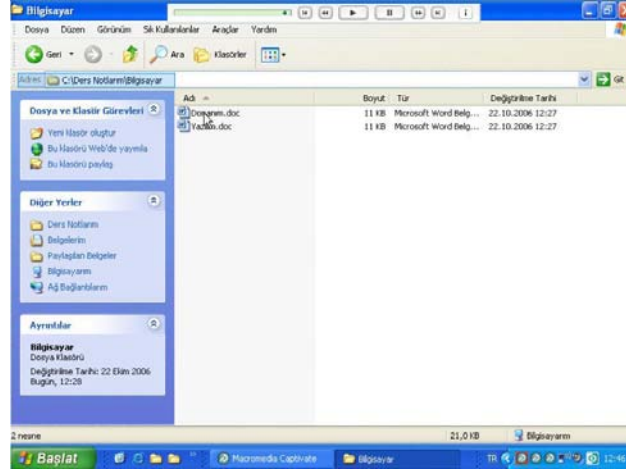 Bilgisayar
Dosya Düzen Görünüm Sık Kullanılanlar Araçlar Yardım
Geri Ara Klasörler
Adres C:\Ders Notlarım\Bilgisayar Git
Adı Boyut Tür Değiştirilme Tarihi
Donanım.doc 11 KB Microsoft Word Belg... 22.10.2006 12:27
Yazılım.doc 11 KB Microsoft Word Belg... 22.10.2006 12:27
Dosya ve Klasör Görevleri
Yeni klasör oluştur
Bu klasörü Web'de yayımla
Bu klasörü paylaş
Diğer Yerler
Ders Notlarım
Belgelerim
Paylaşılan Belgeler
Bilgisayarım
Ağ Bağlantılarım
Ayrıntılar
Bilgisayar
Dosya Klasörü
Değiştirilme Tarihi: 22 Ekim 2006
Bugün, 12:28
2 nesne 21,0 KB Bilgisayarım
Başlat Macromedia Captivate Bilgisayar TR 12:46